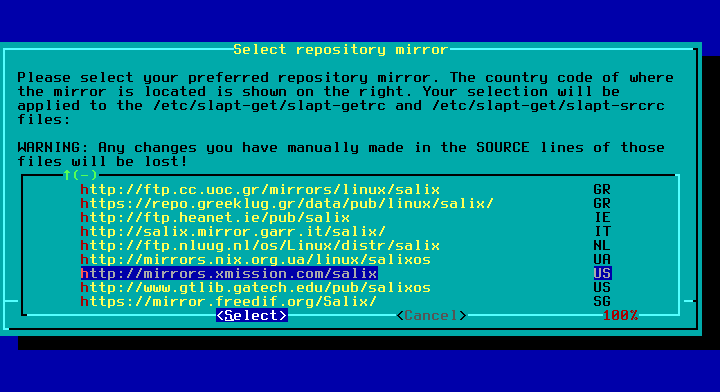 Select repository mirror
Please select your preferred repository mirror. The country code of where
the mirror is located is shown on the right. Your selection will be
applied to the /etc/slapt-get/slapt-getrc and /etc/slapt-get/slapt-srcrc
files:
WARNING: Any changes you have manually made in the SOURCE lines of those
files will be lost!
↑(-)
http://ftp.cc.uoc.gr/mirrors/linux/salix GR
https://repo.greeklug.gr/data/pub/linux/salix/ GR
http://ftp.heanet.ie/pub/salix IE
http://salix.mirror.garr.it/salix/ IT
http://ftp.nluug.nl/os/Linux/distr/salix NL
http://mirrors.nix.org.ua/linux/salixos UA
http://mirrors.xmission.com/salix US
http://www.gtlib.gatech.edu/pub/salixos US
https://mirror.freedif.org/Salix/ SG
<Select> <Cancel> 100%